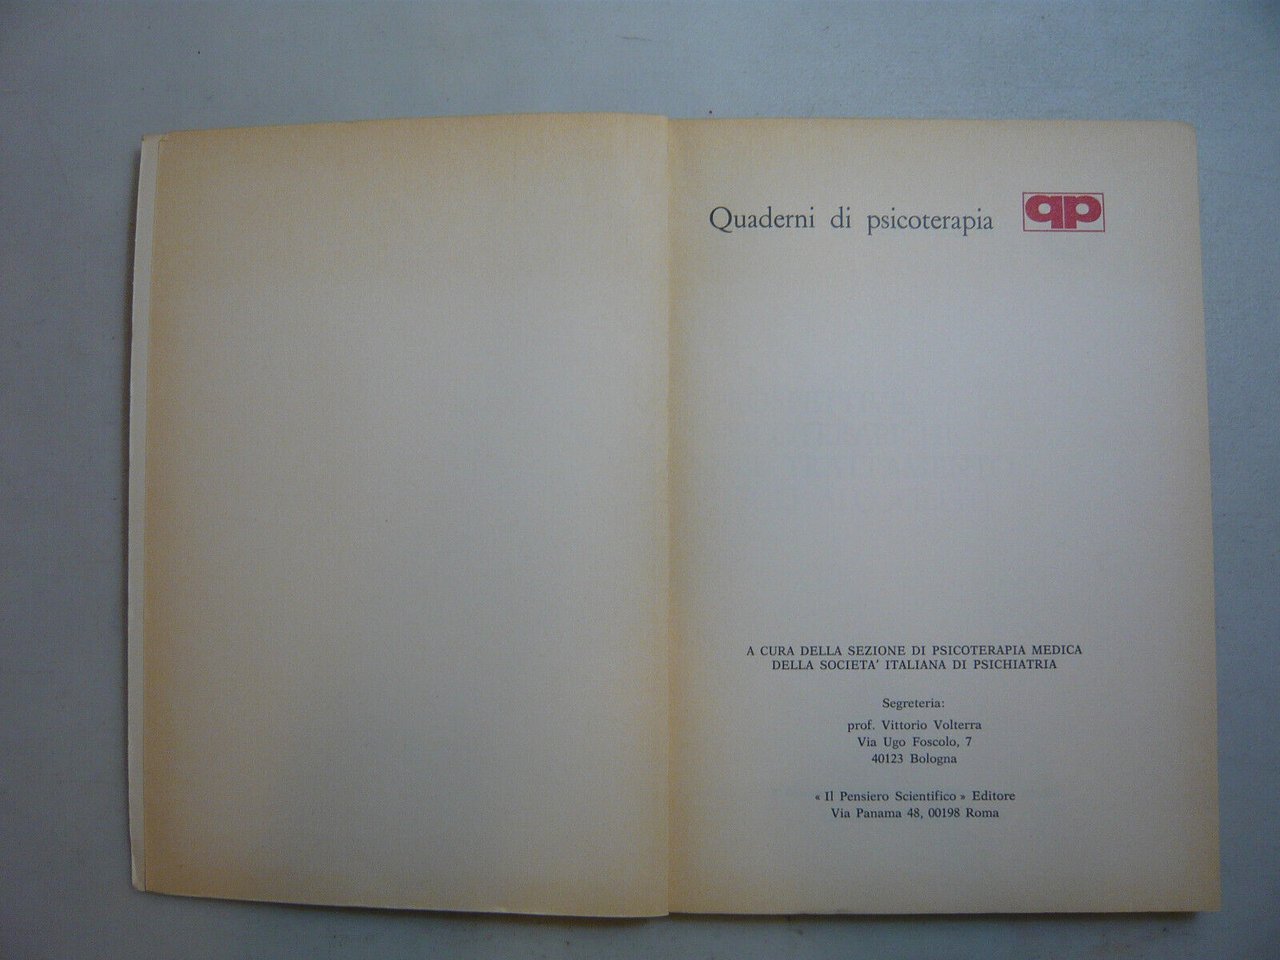 Quaderni di psicoterapia
qp
A CURA DELLA SEZIONE DI PSICOTERAPIA MEDICA
DELLA SOCIETA' ITALIANA DI PSICHIATRIA
Segreteria:
prof. Vittorio Volterra
Via Ugo Foscolo, 7
40123 Bologna
« Il Pensiero Scientifico » Editore
Via Panama 48, 00198 Roma